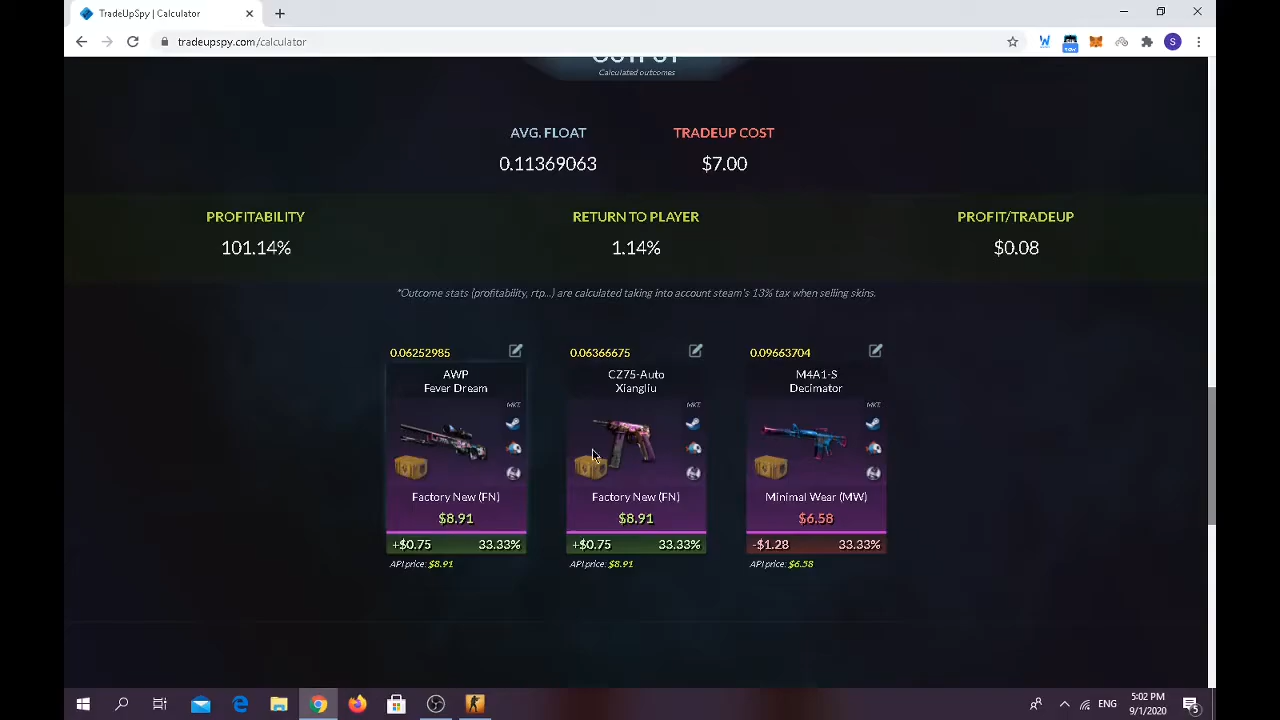 TradeUpSpy | Calculator
tradeupspy.com/calculator
OUTPUT
Calculated outcomes
AVG. FLOAT
TRADEUP COST
0.11369063
$7.00
PROFITABILITY
RETURN TO PLAYER
PROFIT/TRADEUP
101.14%
1.14%
$0.08
*Outcome stats (profitability, rtp...) are calculated taking into account steam's 13% tax when selling skins.
0.06252985
0.06366675
0.09663704
AWP
Fever Dream
CZ75-Auto
Xiangliu
M4A1-S
Decimator
MKT.
MKT.
MKT.
Factory New (FN)
Factory New (FN)
Minimal Wear (MW)
$8.91
$8.91
$6.58
+$0.75 33.33%
+$0.75 33.33%
-$1.28 33.33%
API price: $8.91
API price: $8.91
API price: $6.58
ENG
5:02 PM
9/1/2020